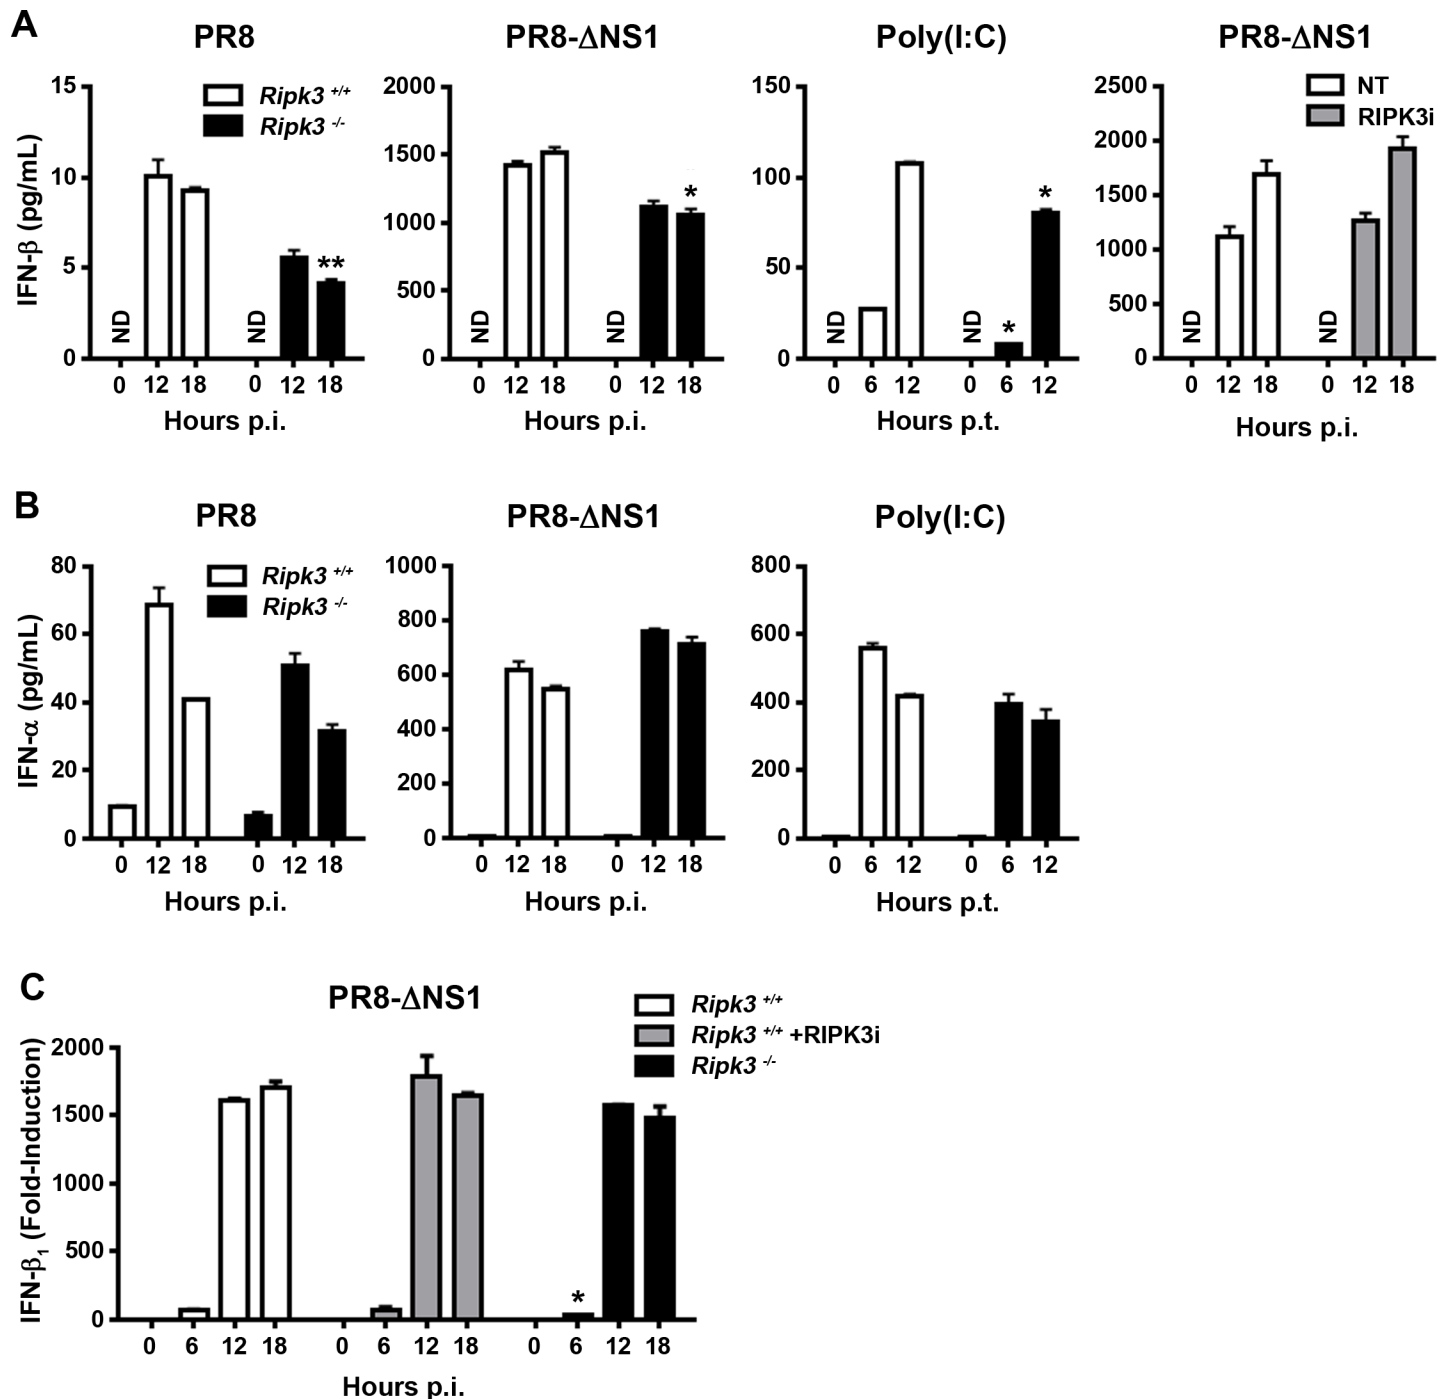 A
PR8
PR8-ΔNS1
Poly(I:C)
PR8-ΔNS1
IFN-β (pg/mL)
15
10
5
0
Ripk3 +/+
Ripk3 -/-
ND
ND
**
0 12 18 0 12 18
Hours p.i.
2000
1500
1000
500
0
ND
ND
*
0 12 18 0 12 18
Hours p.i.
150
100
50
0
ND
ND
*
*
0 6 12 0 6 12
Hours p.t.
2500
2000
1500
1000
500
0
NT
RIPK3i
ND
ND
0 12 18 0 12 18
Hours p.i.
B
PR8
PR8-ΔNS1
Poly(I:C)
IFN-α (pg/mL)
80
60
40
20
0
Ripk3 +/+
Ripk3 -/-
0 12 18 0 12 18
Hours p.i.
1000
800
600
400
200
0
0 12 18 0 12 18
Hours p.i.
800
600
400
200
0
0 6 12 0 6 12
Hours p.t.
C
PR8-ΔNS1
Ripk3 +/+
Ripk3 +/+ +RIPK3i
Ripk3 -/-
IFN-β1 (Fold-Induction)
2000
1500
1000
500
0
*
0 6 12 18 0 6 12 18 0 6 12 18
Hours p.i.